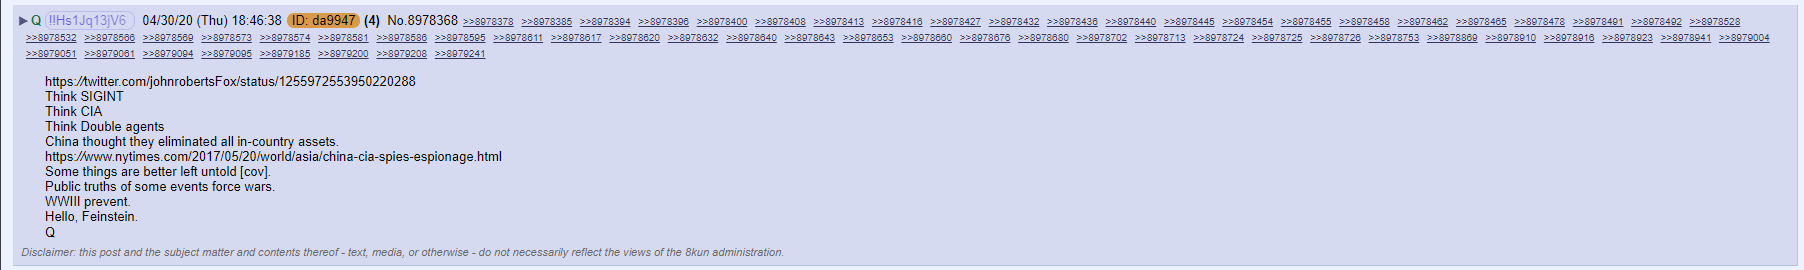 ▶ Q !!Hs1Jq13jV6 04/30/20 (Thu) 18:46:38 ID: da9947 (4) No.8978368 >>8978378 >>8978385 >>8978394 >>8978396 >>8978400 >>8978408 >>8978413 >>8978416 >>8978427 >>8978432 >>8978436 >>8978440 >>8978445 >>8978454 >>8978455 >>8978458 >>8978462 >>8978465 >>8978478 >>8978491 >>8978492 >>8978528
>>8978532 >>8978566 >>8978569 >>8978573 >>8978574 >>8978581 >>8978586 >>8978595 >>8978611 >>8978617 >>8978620 >>8978632 >>8978640 >>8978643 >>8978653 >>8978660 >>8978676 >>8978680 >>8978702 >>8978713 >>8978724 >>8978725 >>8978726 >>8978753 >>8978869 >>8978910 >>8978916 >>8978923 >>8978941 >>8979004
>>8979051 >>8979061 >>8979094 >>8979095 >>8979185 >>8979200 >>8979208 >>8979241
https://twitter.com/johnrobertsFox/status/1255972553950220288
Think SIGINT
Think CIA
Think Double agents
China thought they eliminated all in-country assets.
https://www.nytimes.com/2017/05/20/world/asia/china-cia-spies-espionage.html
Some things are better left untold [cov].
Public truths of some events force wars.
WWIII prevent.
Hello, Feinstein.
Q
Disclaimer: this post and the subject matter and contents thereof - text, media, or otherwise - do not necessarily reflect the views of the 8kun administration.